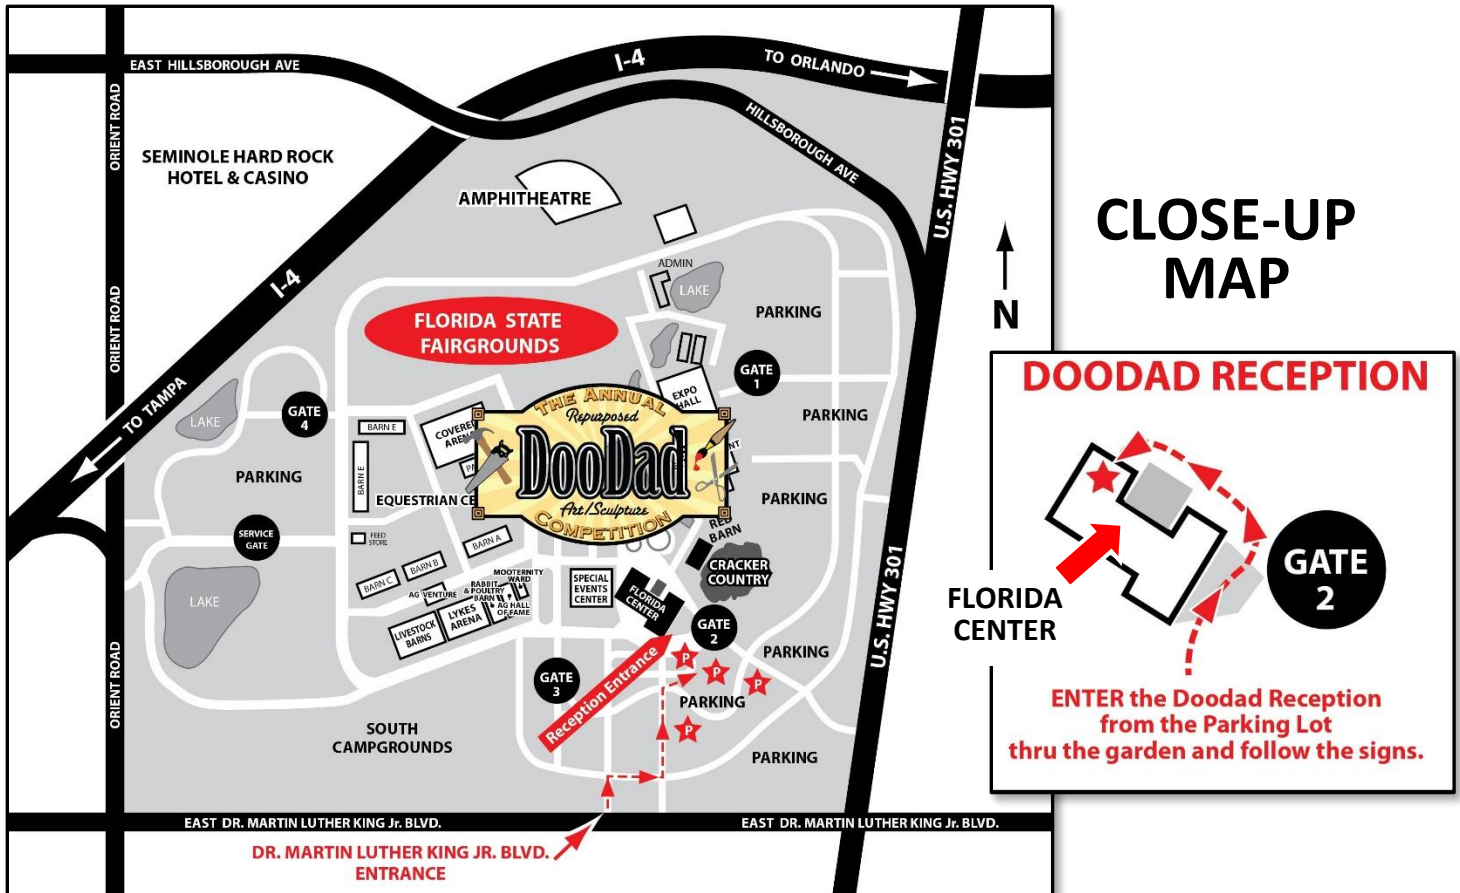 EAST HILLSBOROUGH AVE
I-4
TO ORLANDO
ORIENT ROAD
HILLSBOROUGH AVE
U.S. HWY 301
SEMINOLE HARD ROCK
HOTEL & CASINO
AMPHITHEATRE
CLOSE-UP
MAP
N
I-4
ADMIN
LAKE
PARKING
FLORIDA STATE
FAIRGROUNDS
ORIENT ROAD
TO TAMPA
GATE
1
EXPO
HALL
PARKING
LAKE
GATE
4
BARN E
COVERED
ARENA
THE ANNUAL
Repurposed
DooDad
Art/Sculpture
COMPETITION
PARKING
BARN E
EQUESTRIAN CE
PARKING
SERVICE
GATE
FEED
STORE
BARN A
RED
BARN
BARN B
BARN C
CRACKER
COUNTRY
MOOTERNITY
WARD
RABBIT
& POULTRY
BARN
AG VENTURE
AG HALL
OF FAME
LYKES
ARENA
LIVESTOCK
BARNS
SPECIAL
EVENTS
CENTER
FLORIDA
CENTER
LAKE
GATE
2
U.S. HWY 301
PARKING
GATE
3
Reception Entrance
P
P
P
P
PARKING
ORIENT ROAD
SOUTH
CAMPGROUNDS
PARKING
EAST DR. MARTIN LUTHER KING Jr. BLVD.
EAST DR. MARTIN LUTHER KING Jr. BLVD.
DR. MARTIN LUTHER KING JR. BLVD.
ENTRANCE
DOODAD RECEPTION
GATE
2
FLORIDA
CENTER
ENTER the Doodad Reception
from the Parking Lot
thru the garden and follow the signs.